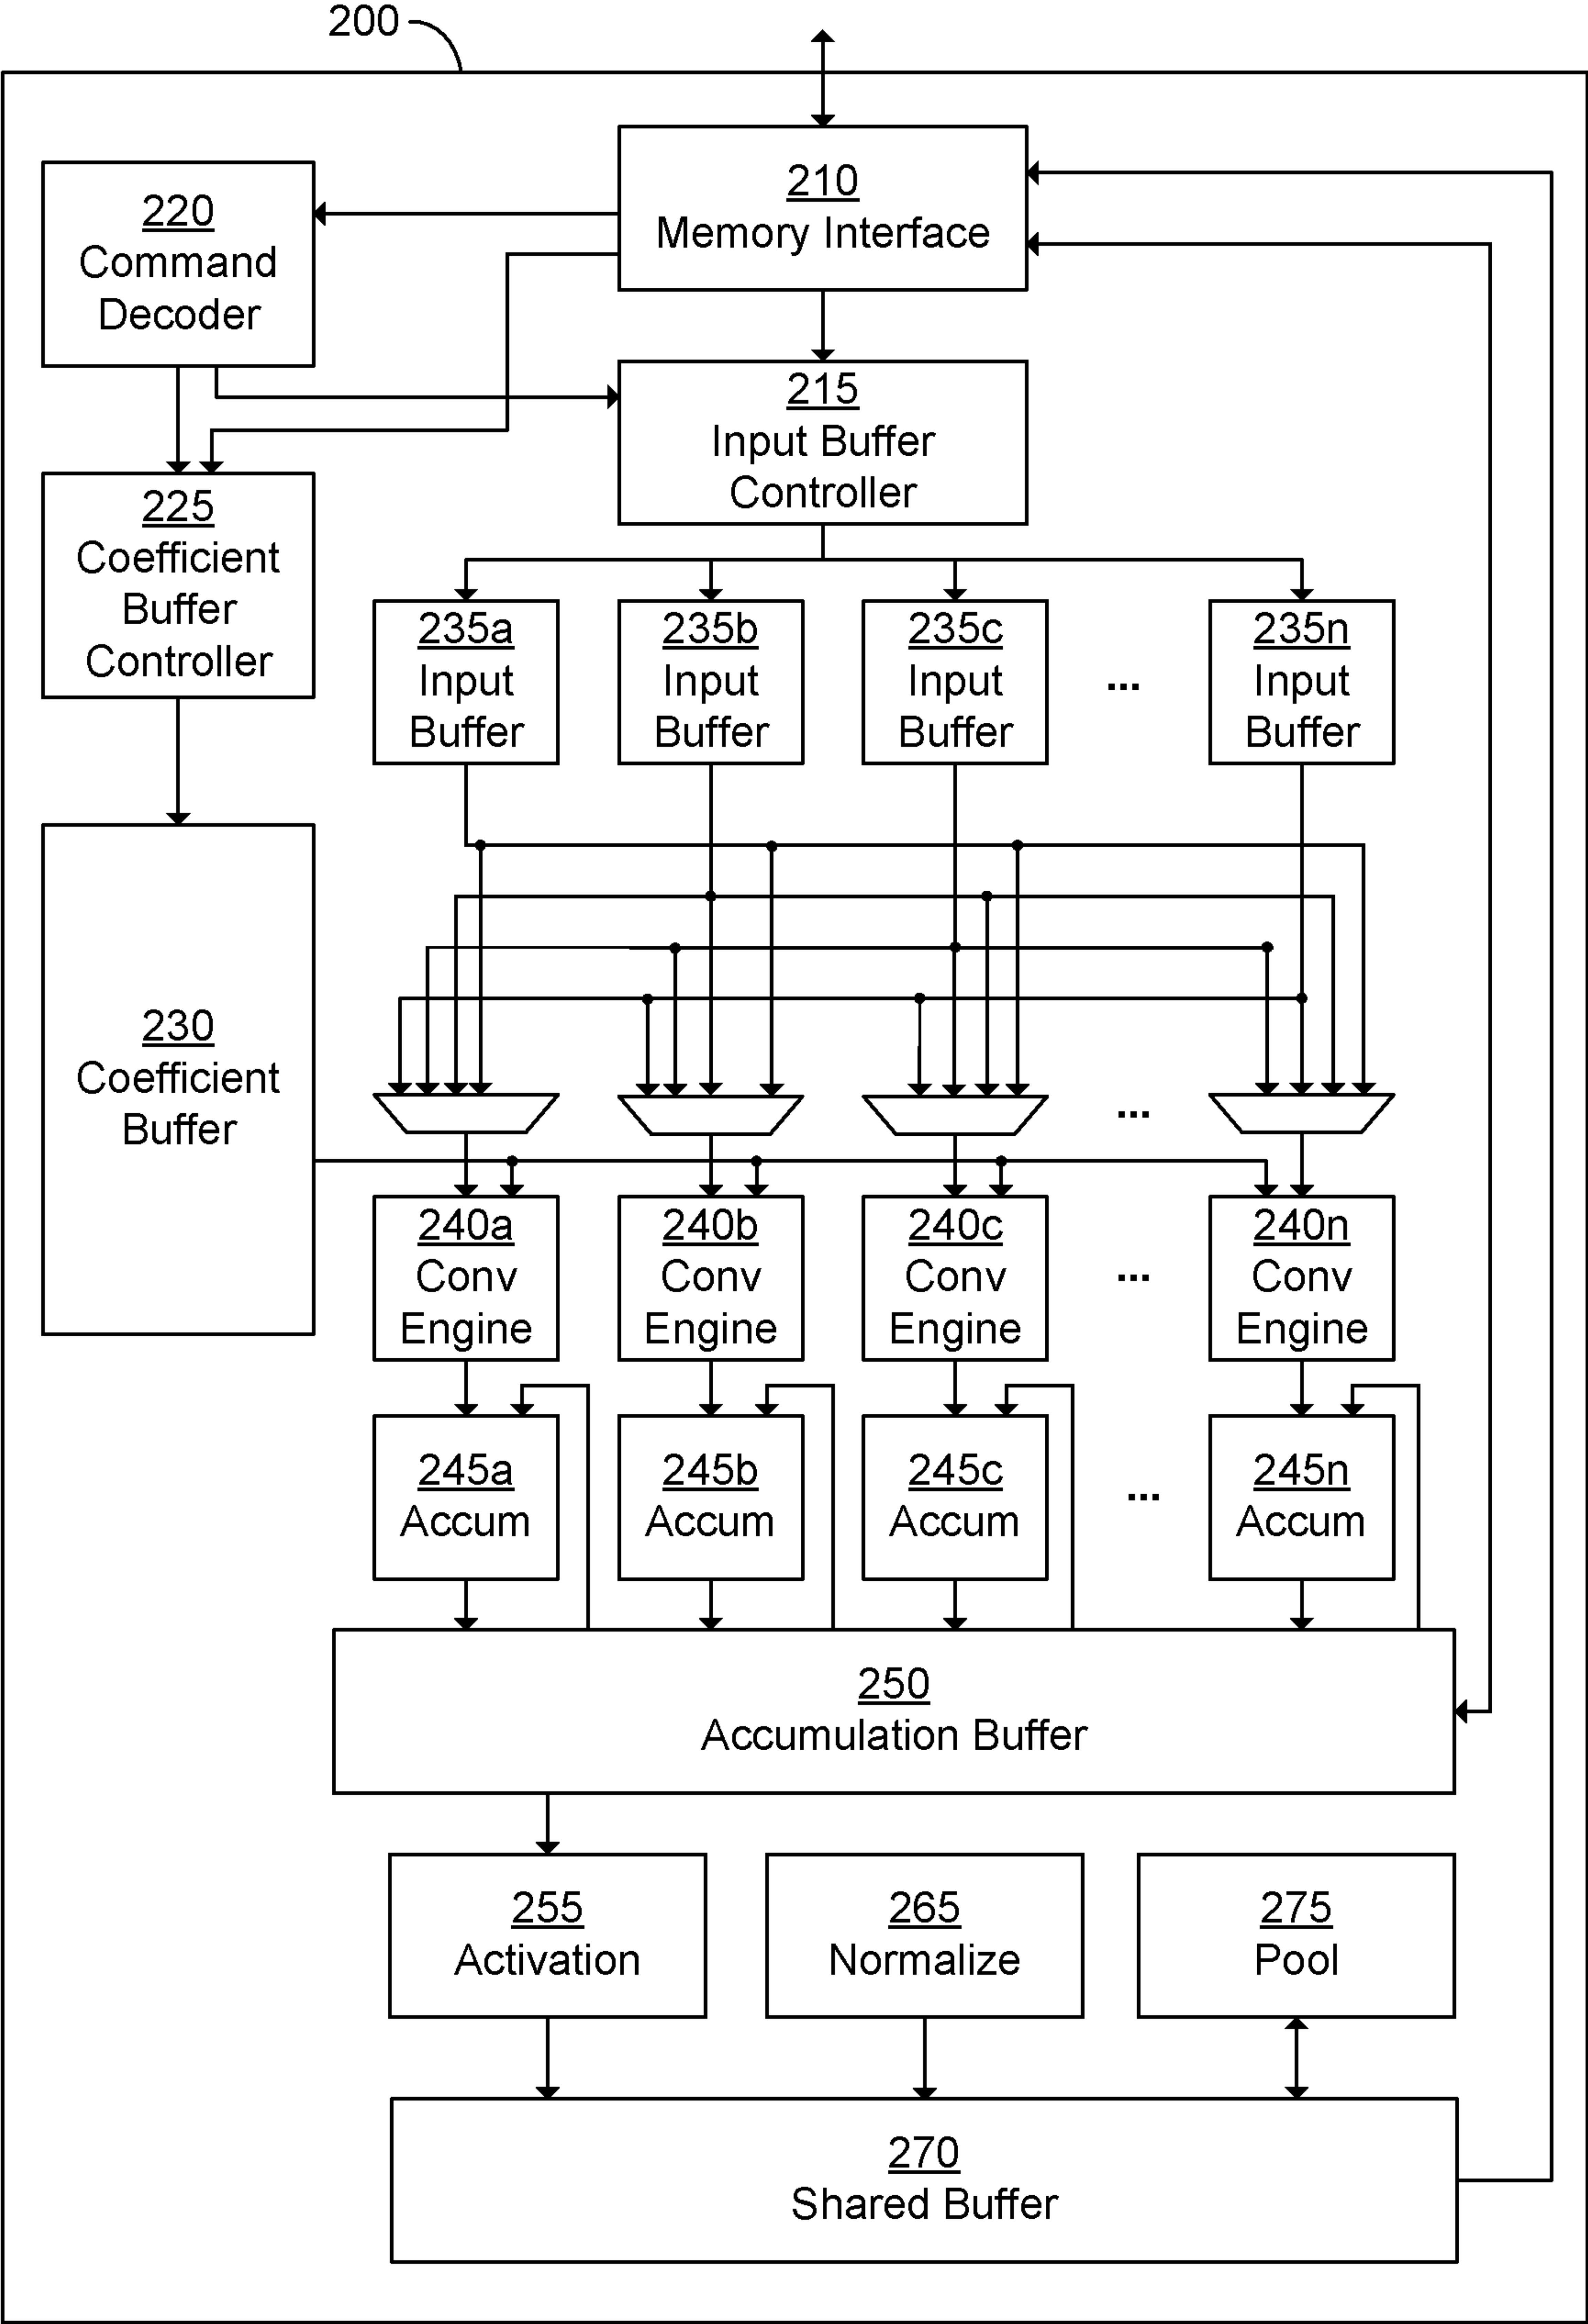 200
210
Memory Interface
220
Command
Decoder
215
Input Buffer
Controller
225
Coefficient
Buffer
Controller
235a
Input
Buffer
235b
Input
Buffer
235c
Input
Buffer
...
235n
Input
Buffer
230
Coefficient
Buffer
...
240a
Conv
Engine
240b
Conv
Engine
240c
Conv
Engine
...
240n
Conv
Engine
245a
Accum
245b
Accum
245c
Accum
...
245n
Accum
250
Accumulation Buffer
255
Activation
265
Normalize
275
Pool
270
Shared Buffer